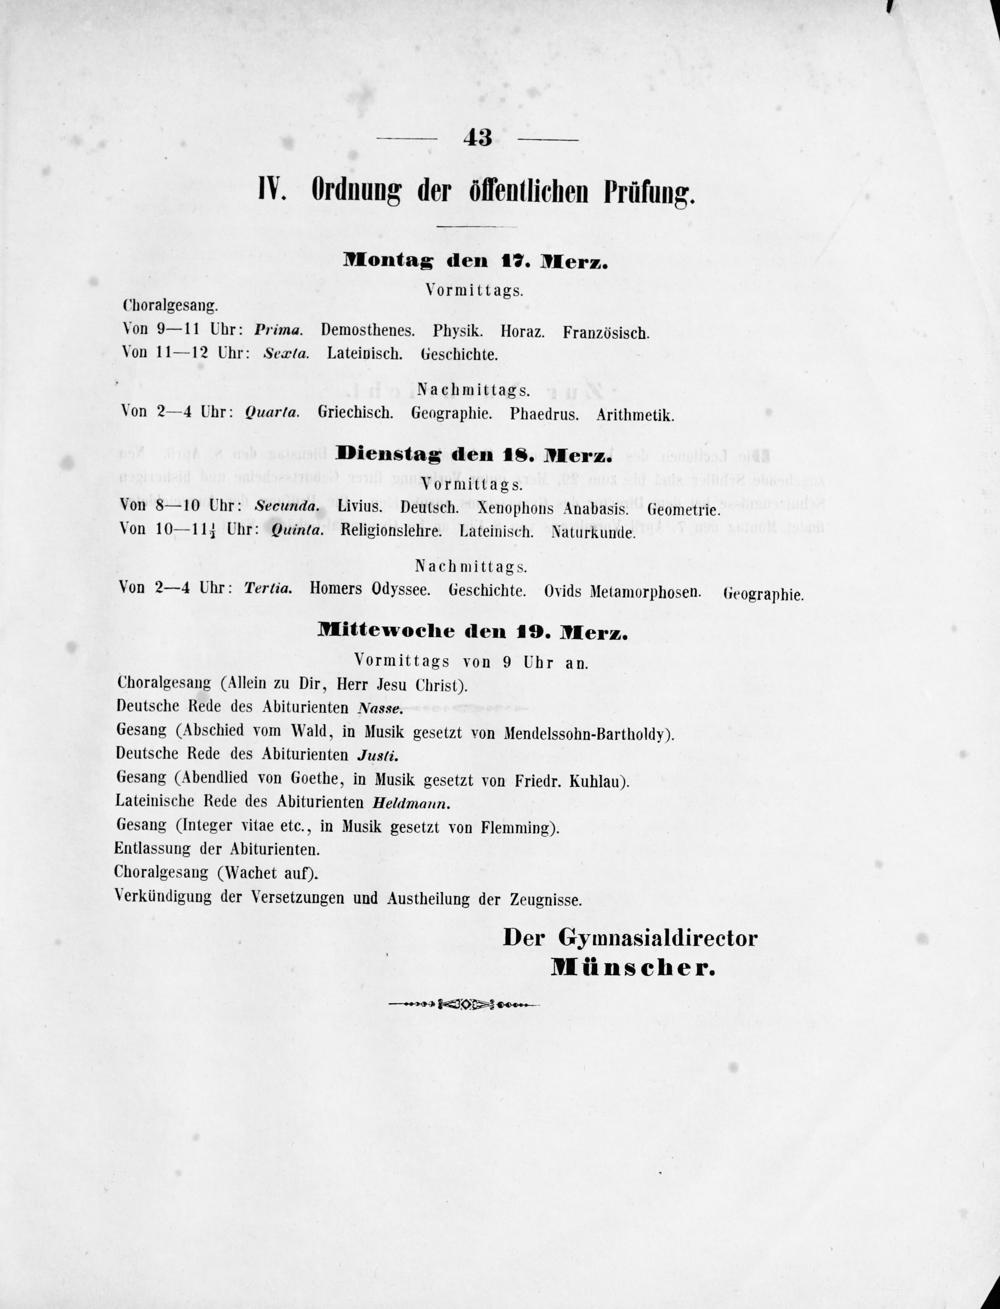 43
IV. Ordnung der öffentlichen Prüfung.
Montag den 17. Merz.
Vormittags.
Choralgesang.
Von 9—11 Uhr: Prima. Demosthenes. Physik. Horaz. Französisch.
Von 11—12 Uhr: Sexta. Lateinisch. Geschichte.
Nachmittags.
Von 2—4 Uhr: Quarta. Griechisch. Geographie. Phaedrus. Arithmetik.
Dienstag den 18. Merz.
Vormittags.
Von 8—10 Uhr: Secunda. Livius. Deutsch. Xenophons Anabasis. Geometrie.
Von 10—11½ Uhr: Quinta. Religionslehre. Lateinisch. Naturkunde.
Nachmittags.
Von 2—4 Uhr: Tertia. Homers Odyssee. Geschichte. Ovids Metamorphosen. Geographie.
Mittewoche den 19. Merz.
Vormittags von 9 Uhr an.
Choralgesang (Allein zu Dir, Herr Jesu Christ).
Deutsche Rede des Abiturienten Nasse.
Gesang (Abschied vom Wald, in Musik gesetzt von Mendelssohn-Bartholdy).
Deutsche Rede des Abiturienten Justi.
Gesang (Abendlied von Goethe, in Musik gesetzt von Friedr. Kuhlau).
Lateinische Rede des Abiturienten Heldmann.
Gesang (Integer vitae etc., in Musik gesetzt von Flemming).
Entlassung der Abiturienten.
Choralgesang (Wachet auf).
Verkündigung der Versetzungen und Austheilung der Zeugnisse.
Der Gymnasialdirector
Münscher.